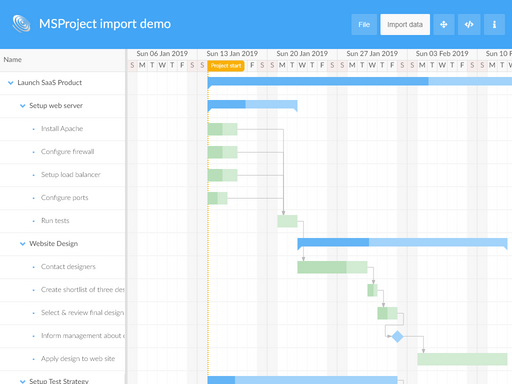 MSProject import demo
File
Import data
Name
Sun 06 Jan 2019 Sun 13 Jan 2019 Sun 20 Jan 2019 Sun 27 Jan 2019 Sun 03 Feb 2019 Sun 10 F
S M T W T F S S M T W T F S S M T W T F S S M T W T F S S M T W T F S S M
Project start
Launch SaaS Product
Setup web server
Install Apache
Configure firewall
Setup load balancer
Configure ports
Run tests
Website Design
Contact designers
Create shortlist of three des
Select & review final design
Inform management about
Apply design to web site
Setup Test Strategy